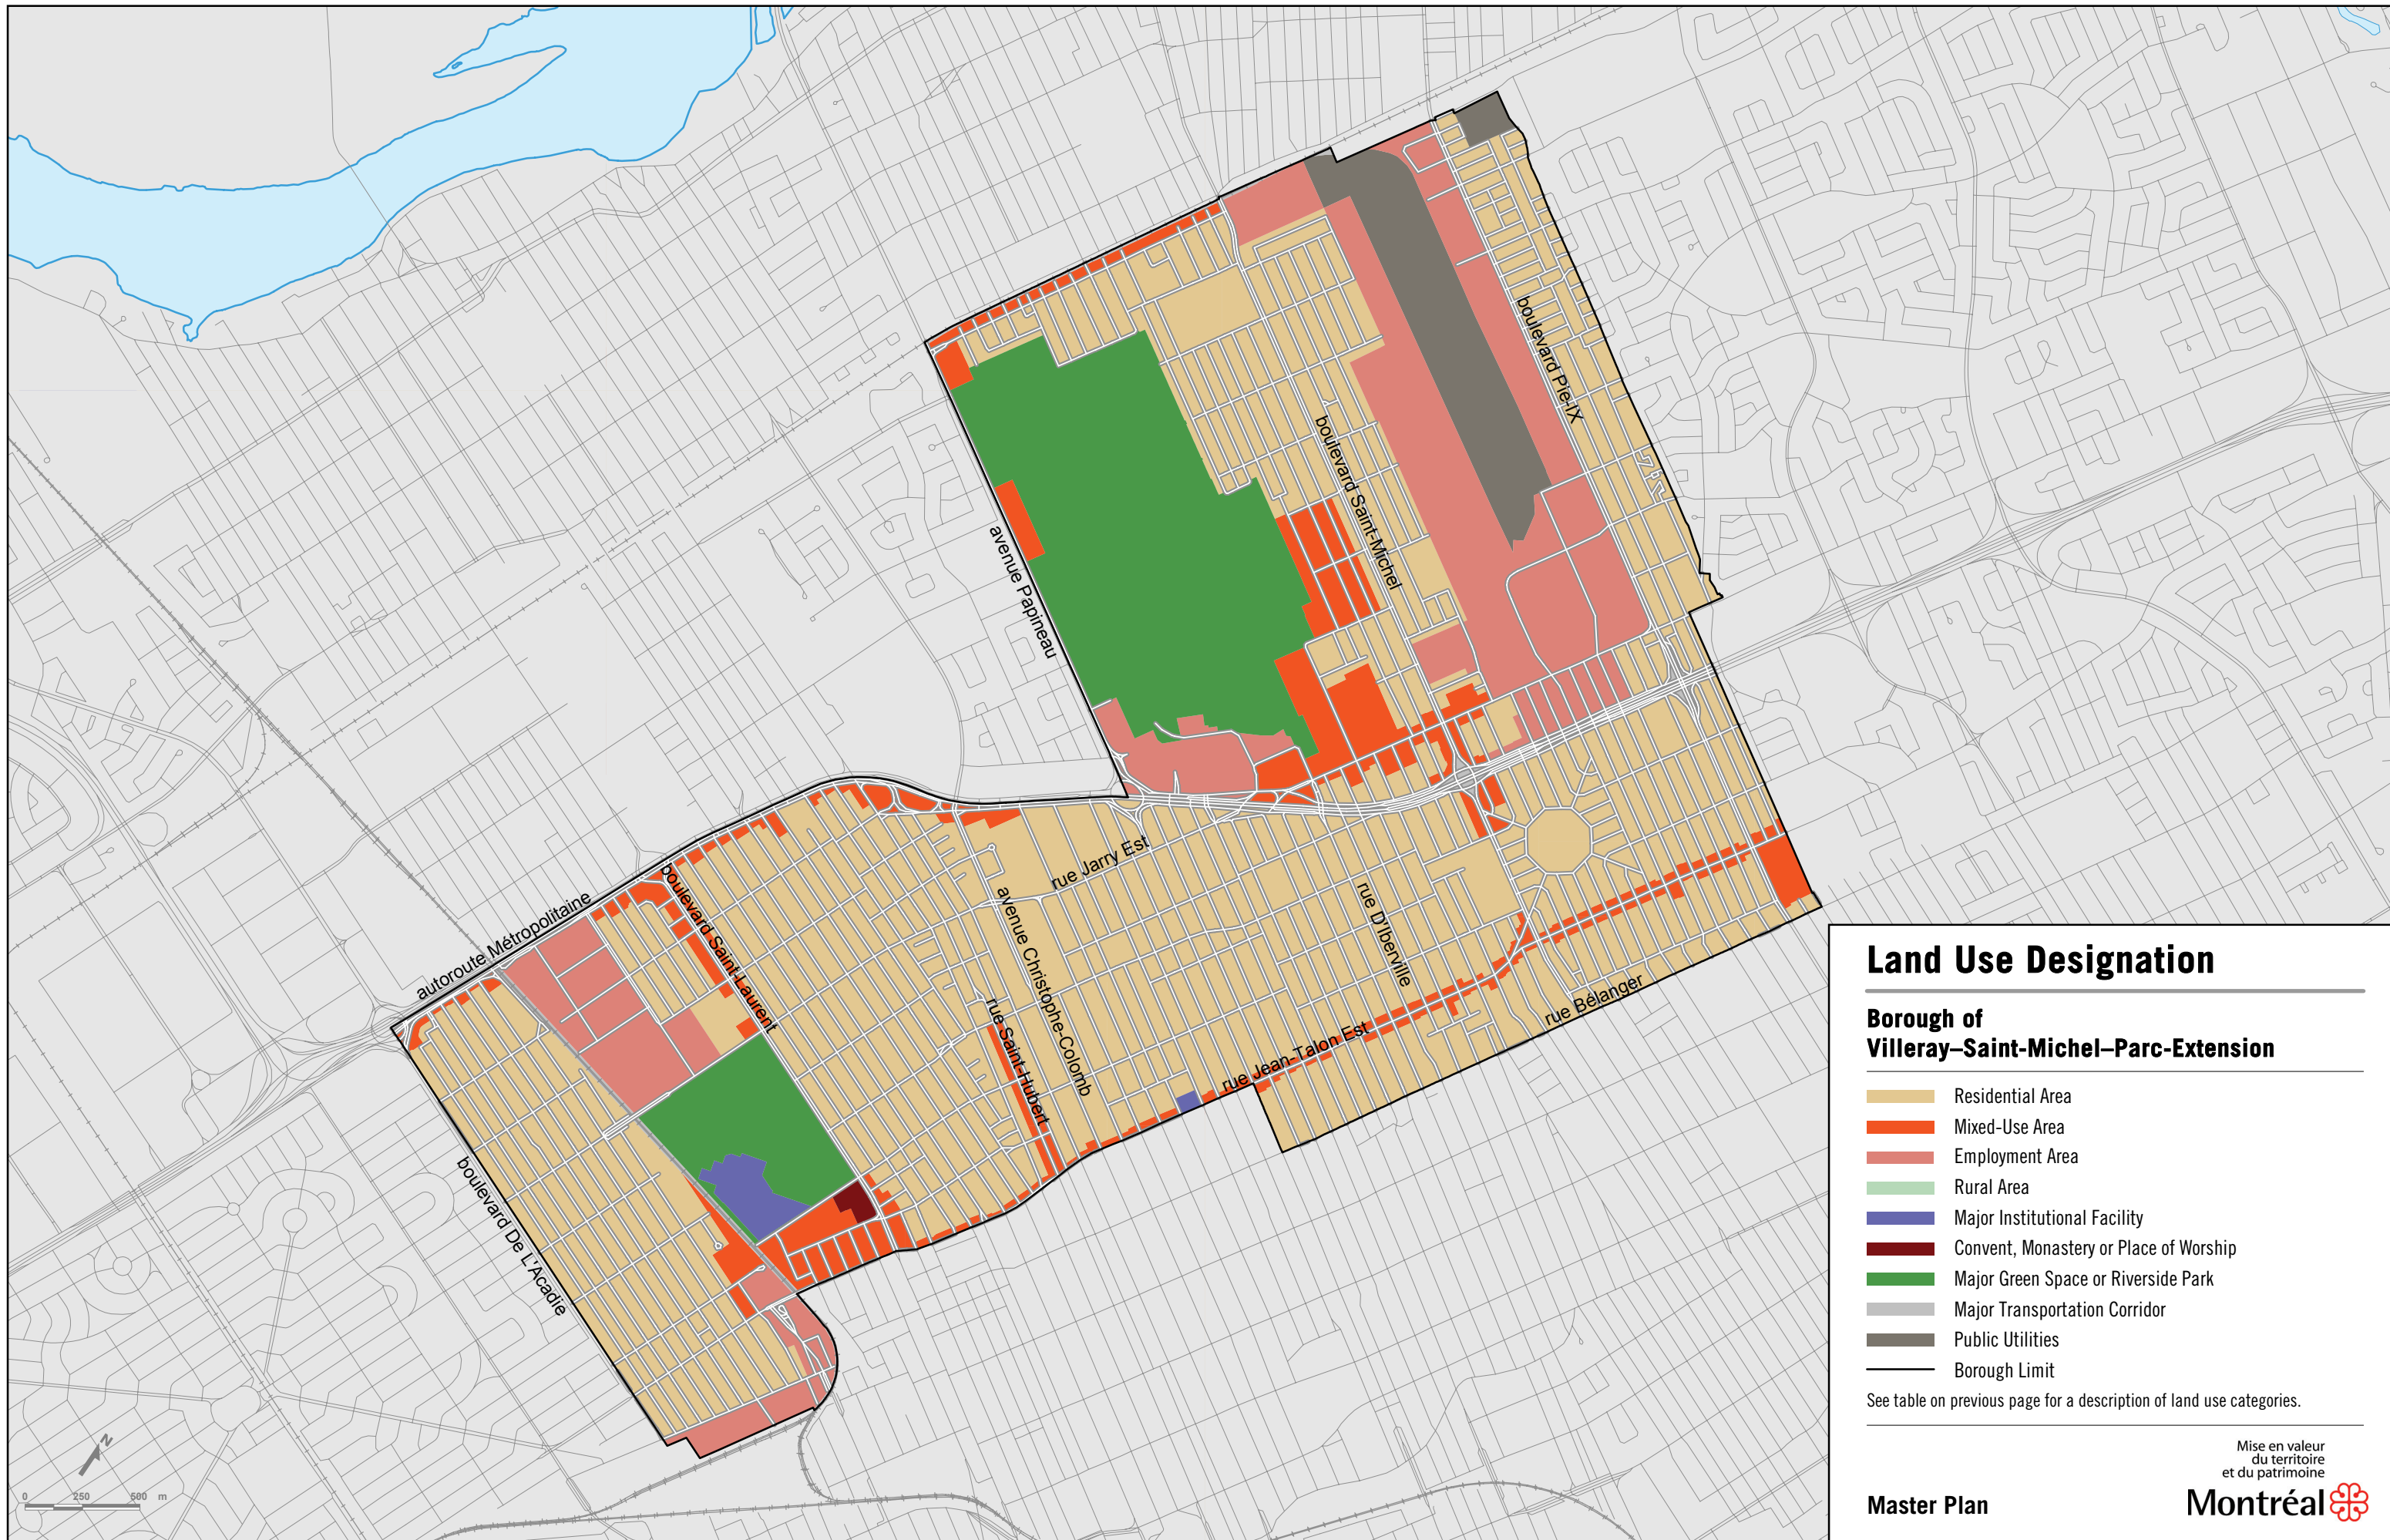 boulevard Pie-IX
boulevard Saint-Michel
avenue Papineau
rue Jarry Est
autoroute Métropolitaine
boulevard Saint-Laurent
avenue Christophe-Colomb
rue D'Iberville
rue Saint-Hubert
rue Bélanger
rue Jean-Talon Est
boulevard De L'Acadie
N
0 250 500 m
Land Use Designation
Borough of
Villeray–Saint-Michel–Parc-Extension
Residential Area
Mixed-Use Area
Employment Area
Rural Area
Major Institutional Facility
Convent, Monastery or Place of Worship
Major Green Space or Riverside Park
Major Transportation Corridor
Public Utilities
Borough Limit
See table on previous page for a description of land use categories.
Mise en valeur
du territoire
et du patrimoine
Master Plan
Montréal